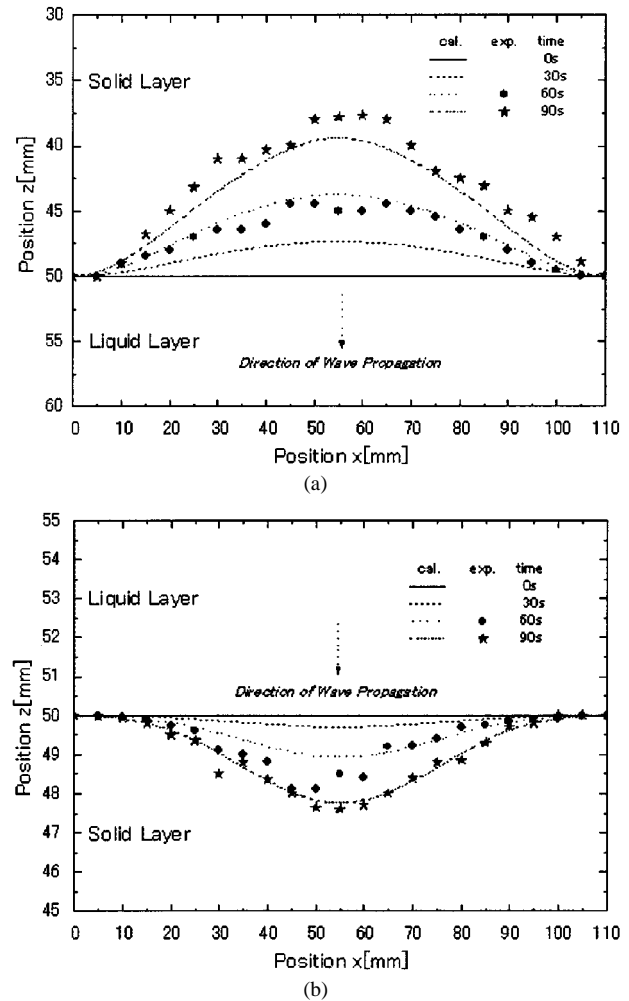 30
35
40
45
50
55
60
Position z[mm]
Solid Layer
cal. exp. time
0s
30s
60s
90s
Liquid Layer
Direction of Wave Propagation
0 10 20 30 40 50 60 70 80 90 100 110
Position x[mm]
(a)
55
54
53
52
51
50
49
48
47
46
45
Position z[mm]
cal. exp. time
0s
30s
60s
90s
Liquid Layer
Direction of Wave Propagation
Solid Layer
0 10 20 30 40 50 60 70 80 90 100 110
Position x[mm]
(b)